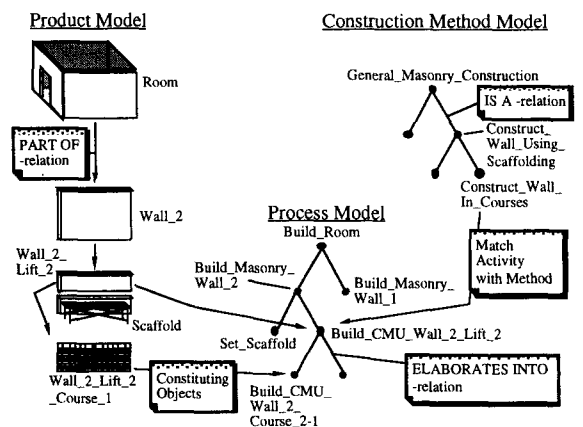 Product Model
Construction Method Model
Room
General_Masonry_Construction
IS A -relation
PART OF
-relation
Construct_
Wall_Using_
Scaffolding
Construct_Wall_
In_Courses
Wall_2
Process Model
Build_Room
Wall_2_
Lift_2
Build_Masonry_
Wall_2
Build_Masonry_
Wall_1
Match
Activity
with Method
Scaffold
Set_Scaffold
Build_CMU_Wall_2_Lift_2
Wall_2_Lift_2
_Course_1
Constituting
Objects
Build_CMU_
Wall_2_
Course_2-1
ELABORATES INTO
-relation